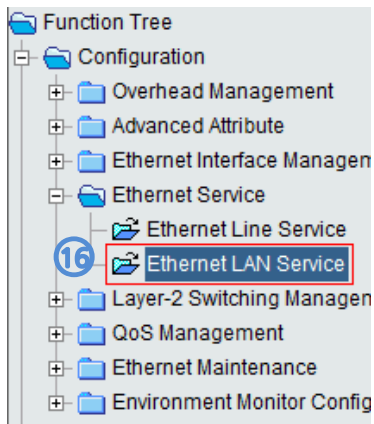 Function Tree
Configuration
Overhead Management
Advanced Attribute
Ethernet Interface Managem
Ethernet Service
Ethernet Line Service
16 Ethernet LAN Service
Layer-2 Switching Managem
QoS Management
Ethernet Maintenance
Environment Monitor Config